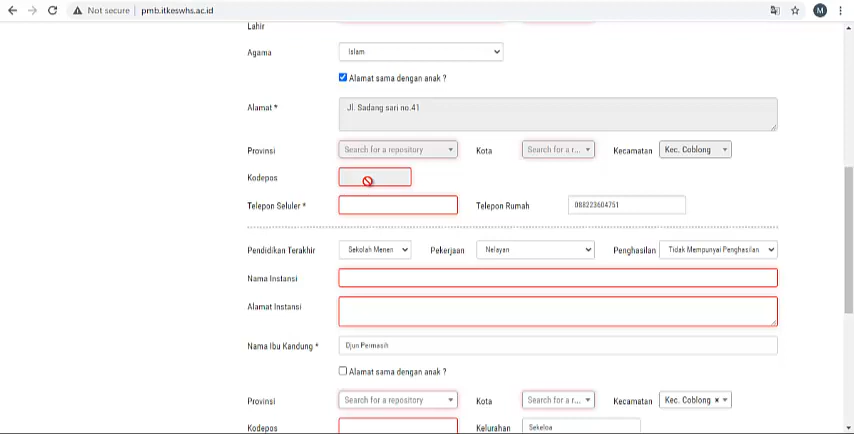 Not secure | pmb.itkeswhs.ac.id M
Lahir
Agama Islam
Alamat sama dengan anak ?
Alamat * Jl. Sadang sari no.41
Provinsi Search for a repository Kota Search for a r... Kecamatan Kec. Coblong
Kodepos
Telepon Seluler * Telepon Rumah 088223604751
Pendidikan Terakhir Sekolah Menen Pekerjaan Nelayan Penghasilan Tidak Mempunyai Penghasilan
Nama Instansi
Alamat Instansi
Nama Ibu Kandung * Djun Permasih
Alamat sama dengan anak ?
Provinsi Search for a repository Kota Search for a r... Kecamatan Kec. Coblong ×
Kodepos Kelurahan Sekeloa